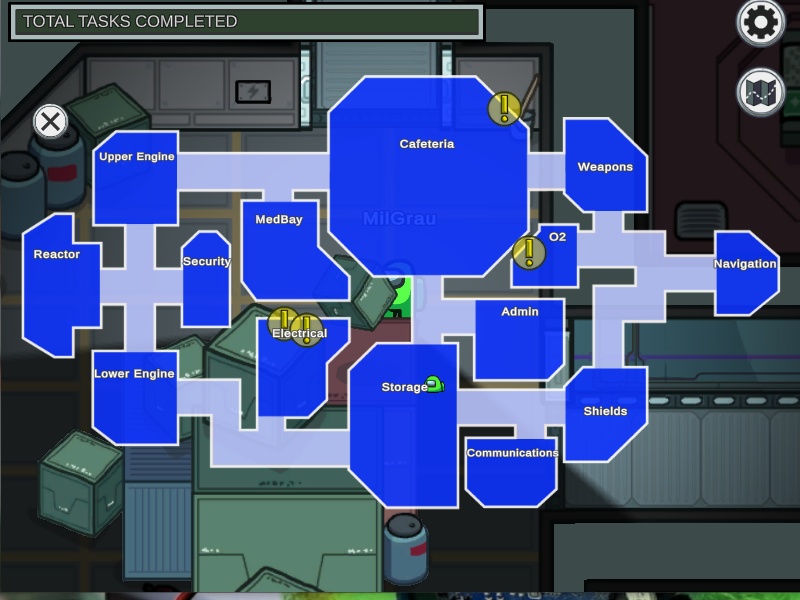 TOTAL TASKS COMPLETED
Cafeteria
Upper Engine
Weapons
MedBay
MilGrau
O2
Reactor
Security
Navigation
Admin
Electrical
Lower Engine
Storage
Shields
Communications